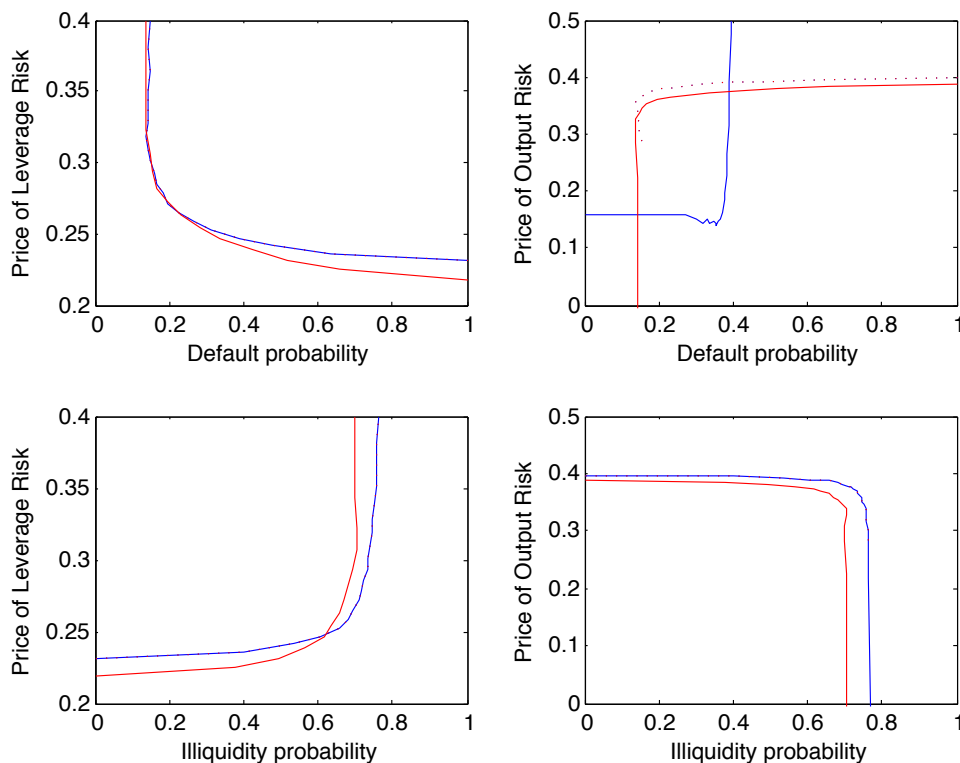 0.4
0.35
0.3
0.25
0.2
Price of Leverage Risk
0 0.2 0.4 0.6 0.8 1
Default probability
0.5
0.4
0.3
0.2
0.1
0
Price of Output Risk
0 0.2 0.4 0.6 0.8 1
Default probability
0.4
0.35
0.3
0.25
0.2
Price of Leverage Risk
0 0.2 0.4 0.6 0.8 1
Illiquidity probability
0.5
0.4
0.3
0.2
0.1
0
Price of Output Risk
0 0.2 0.4 0.6 0.8 1
Illiquidity probability